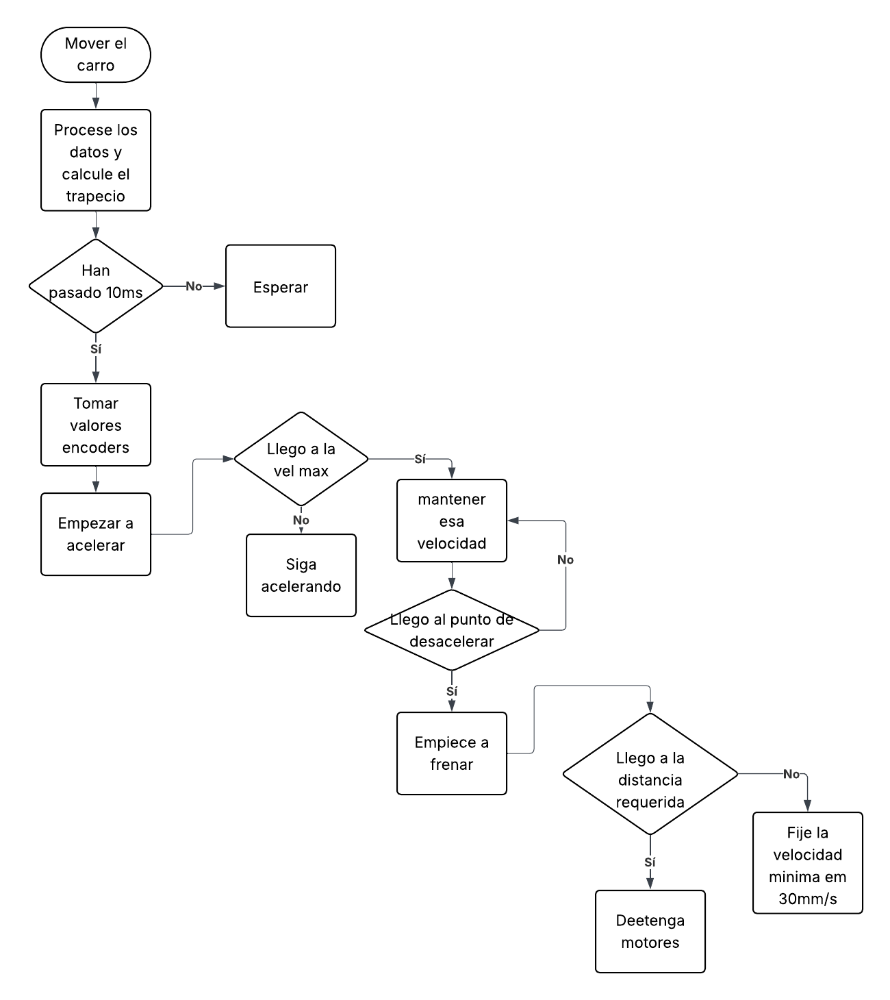 Mover el
carro
Procese los
datos y
calcule el
trapecio
Han
pasado 10ms
No
Esperar
Sí
Tomar
valores
encoders
Empezar a
acelerar
Llego a la
vel max
Sí
No
Siga
acelerando
mantener
esa
velocidad
No
Llego al punto de
desacelerar
Sí
Empiece a
frenar
Llego a la
distancia
requerida
No
Fije la
velocidad
minima em
30mm/s
Sí
Deetenga
motores